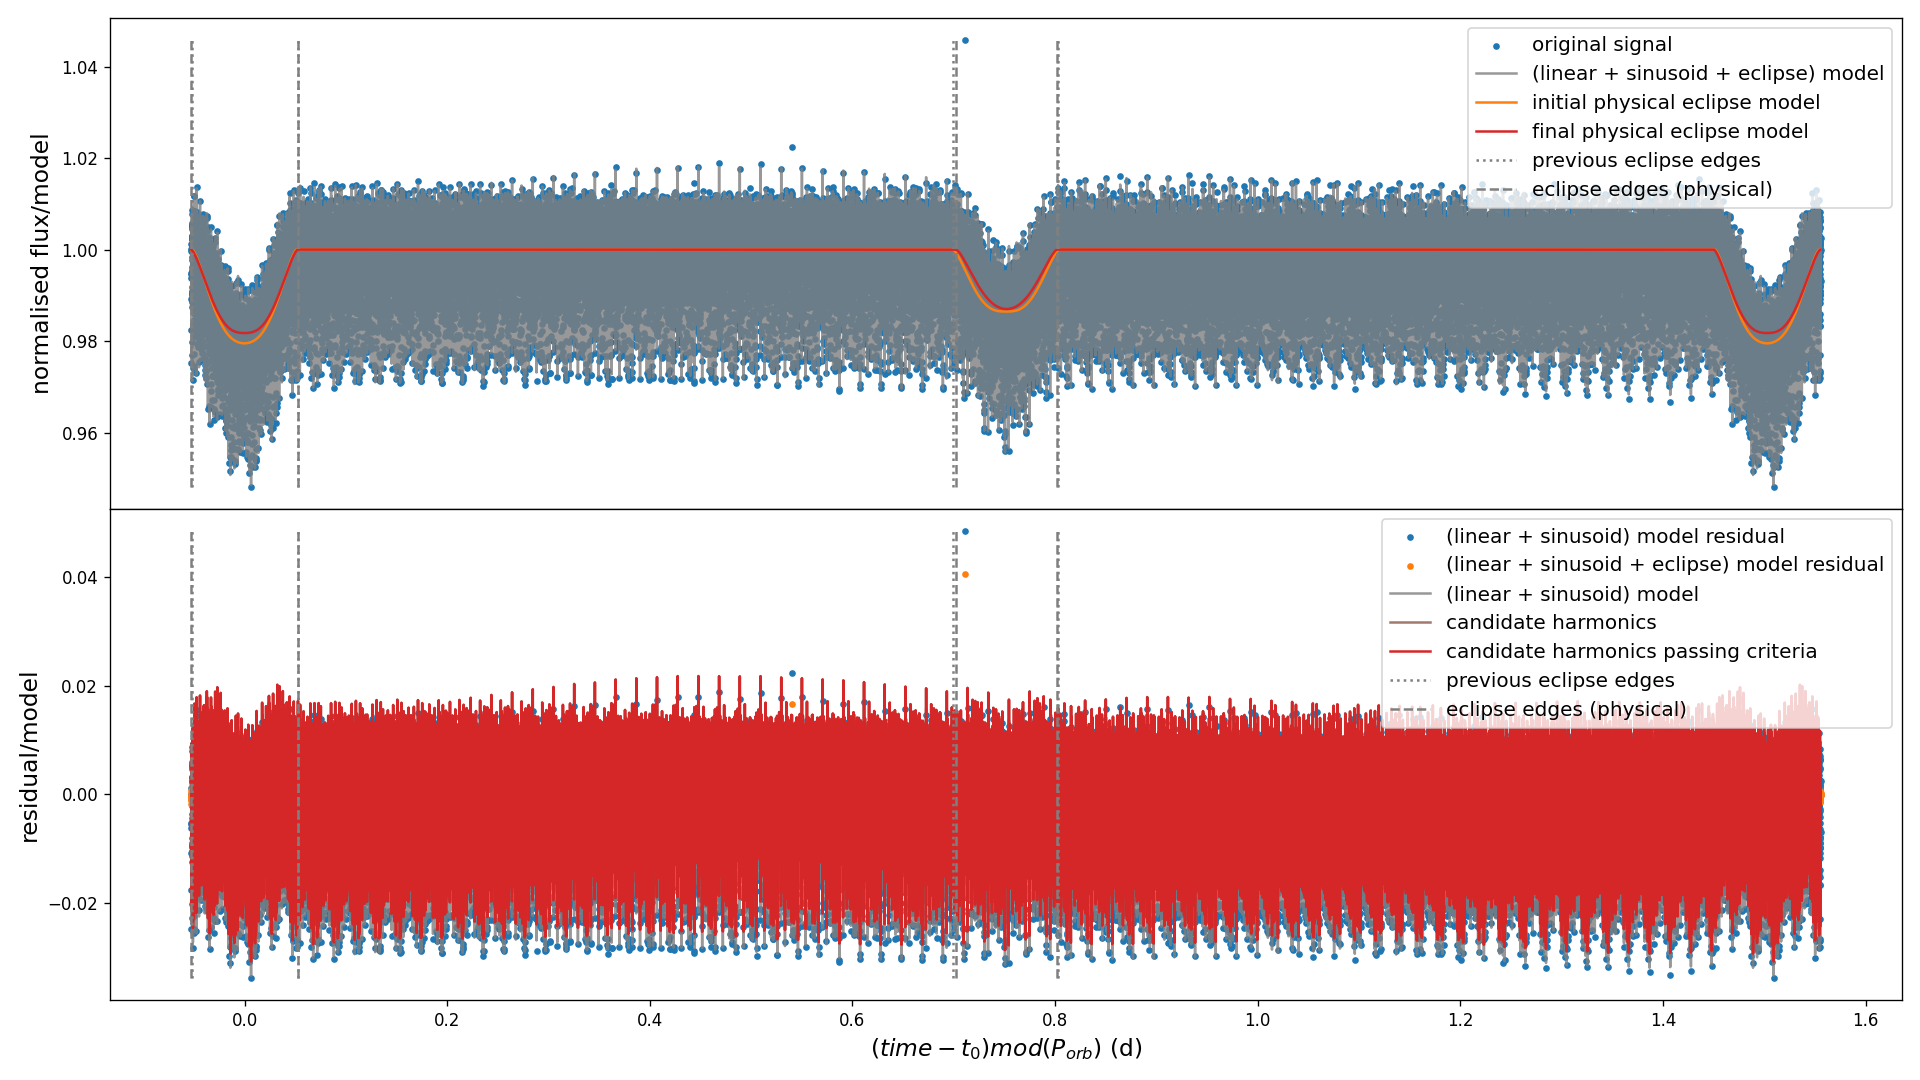 1.04
1.02
1.00
0.98
0.96
normalised flux/model
original signal
(linear + sinusoid + eclipse) model
initial physical eclipse model
final physical eclipse model
previous eclipse edges
eclipse edges (physical)
0.04
0.02
0.00
−0.02
residual/model
(linear + sinusoid) model residual
(linear + sinusoid + eclipse) model residual
(linear + sinusoid) model
candidate harmonics
candidate harmonics passing criteria
previous eclipse edges
eclipse edges (physical)
0.0 0.2 0.4 0.6 0.8 1.0 1.2 1.4 1.6
(time − t₀)mod(Pₒᵣb) (d)